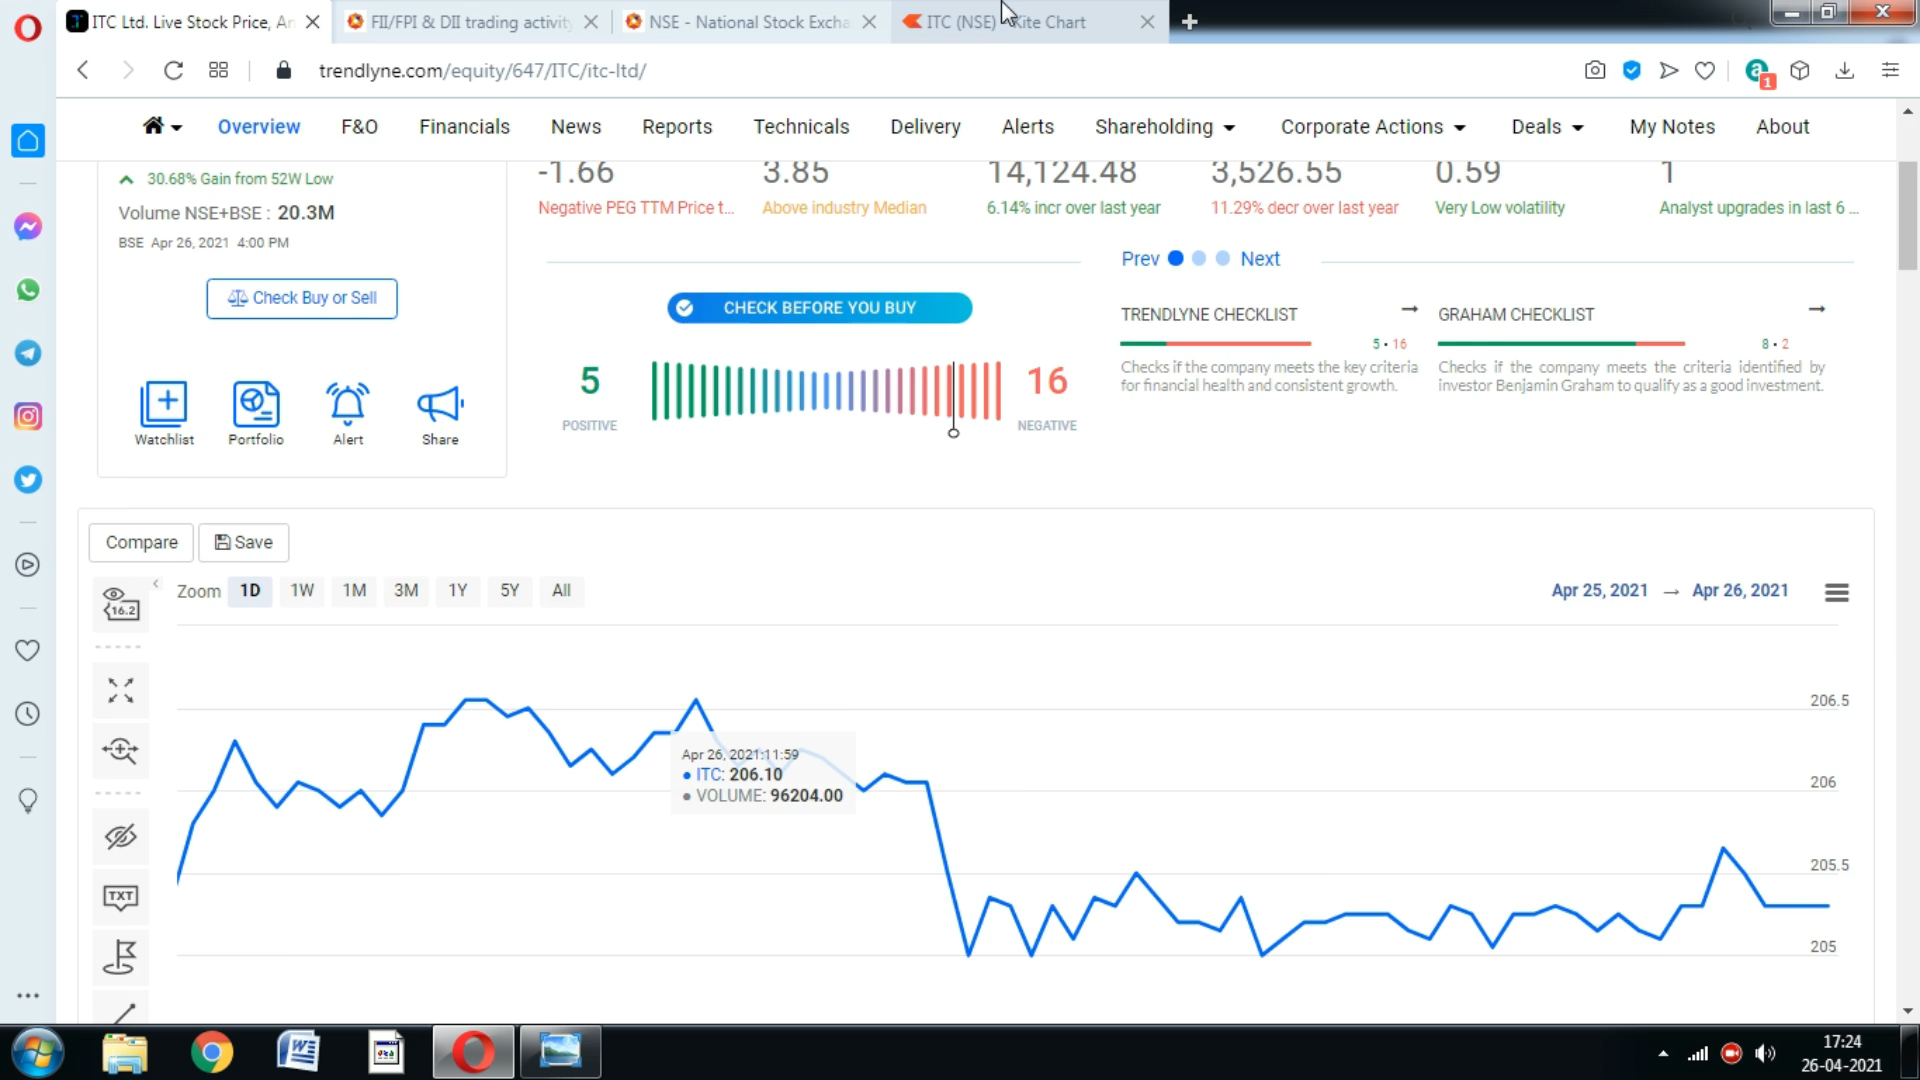 ITC Ltd. Live Stock Price, An
FII/FPI & DII trading activity
NSE - National Stock Excha
ITC (NSE)
Kite Chart
trendlyne.com/equity/647/ITC/itc-ltd/
1
Overview
F&O
Financials
News
Reports
Technicals
Delivery
Alerts
Shareholding
Corporate Actions
Deals
My Notes
About
30.68% Gain from 52W Low
Volume NSE+BSE : 20.3M
BSE Apr 26, 2021 4:00 PM
Check Buy or Sell
Watchlist
Portfolio
Alert
Share
-1.66
Negative PEG TTM Price t...
3.85
Above industry Median
14,124.48
6.14% incr over last year
3,526.55
11.29% decr over last year
0.59
Very Low volatility
1
Analyst upgrades in last 6 ...
Prev
Next
CHECK BEFORE YOU BUY
5
POSITIVE
16
NEGATIVE
TRENDLYNE CHECKLIST
5 • 16
Checks if the company meets the key criteria
for financial health and consistent growth.
GRAHAM CHECKLIST
8 • 2
Checks if the company meets the criteria identified by
investor Benjamin Graham to qualify as a good investment.
Compare
Save
16.2
Zoom 1D 1W 1M 3M 1Y 5Y All
Apr 25, 2021 → Apr 26, 2021
TXT
206.5
206
205.5
205
Apr 26, 2021:11:59
• ITC: 206.10
• VOLUME: 96204.00
17:24
26-04-2021